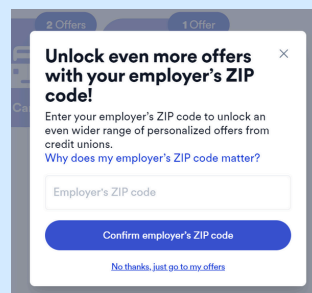 2 Offers
1 Offer
Unlock even more offers
with your employer's ZIP
code!
Enter your employer's ZIP code to unlock an
even wider range of personalized offers from
credit unions.
Why does my employer's ZIP code matter?
Employer's ZIP code
Confirm employer's ZIP code
No thanks, just go to my offers